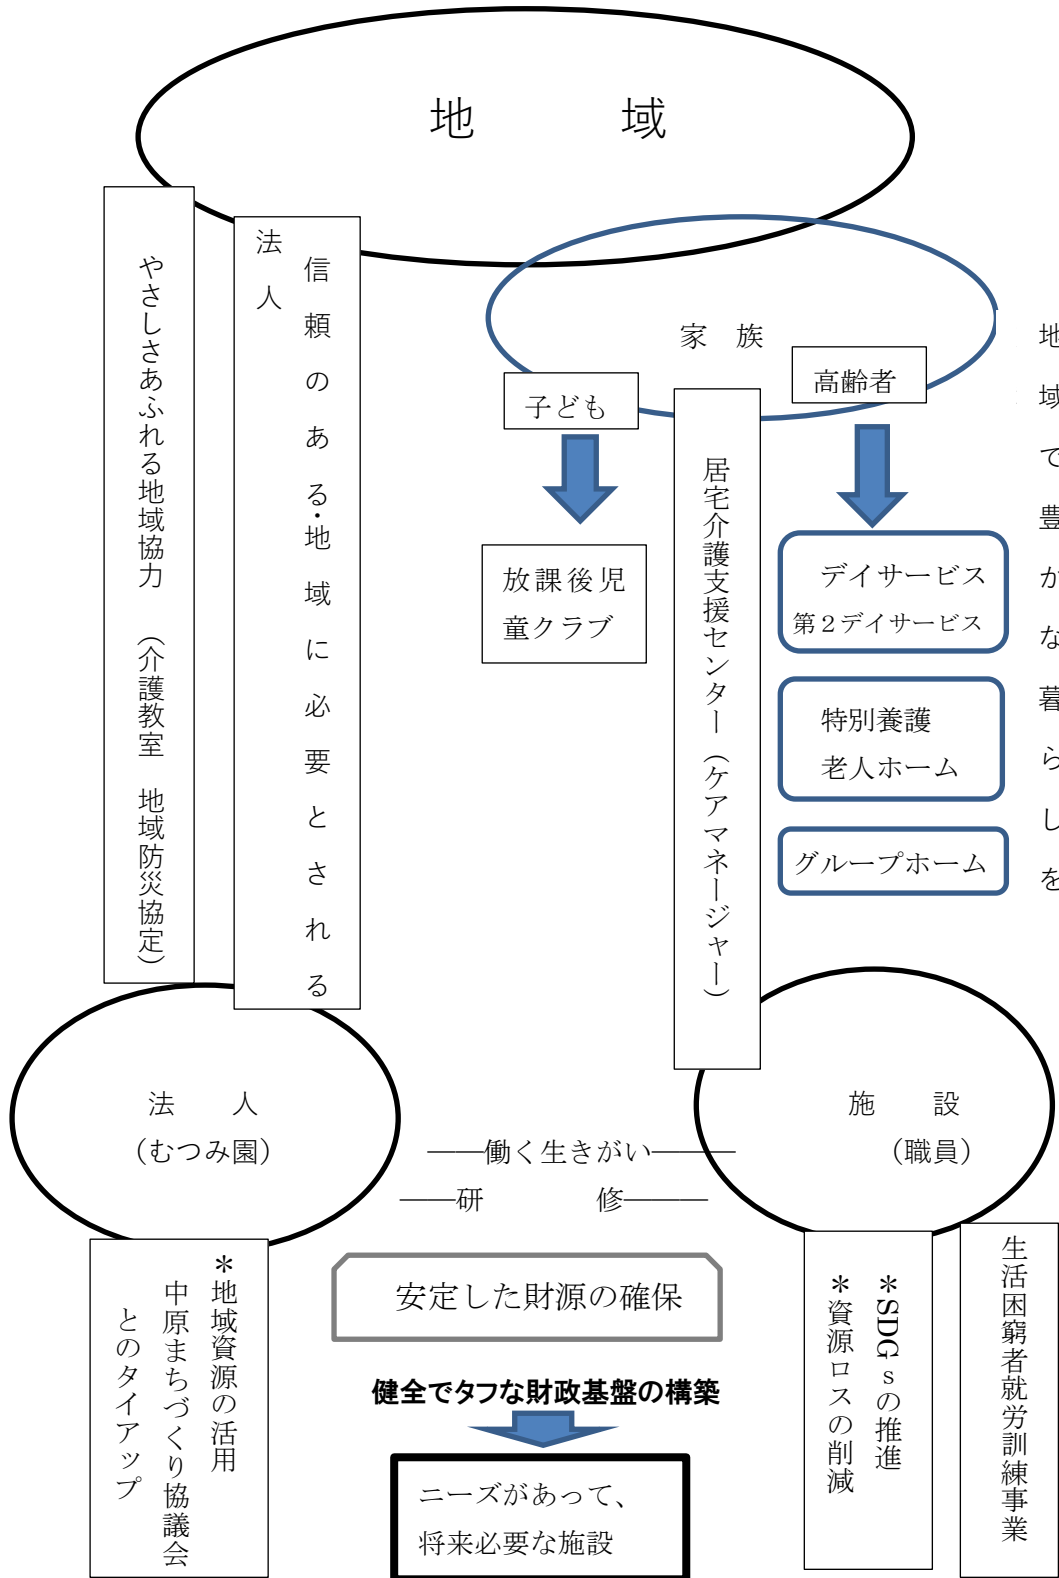 地　域
やさしさあふれる地域協力　（介護教室　地域防災協定）
信頼のある・地域に必要とされる
法人
家　族
子ども
高齢者
放課後児
童クラブ
居宅介護支援センター（ケアマネージャー）
デイサービス
第２デイサービス
特別養護
老人ホーム
グループホーム
地域で豊かな暮らしを
法　人
（むつみ園）
施　設
（職員）
――働く生きがい―――
――研　修―――
安定した財源の確保
健全でタフな財政基盤の構築
ニーズがあって、
将来必要な施設
＊地域資源の活用
中原まちづくり協議会
とのタイアップ
＊SDGｓの推進
＊資源ロスの削減
生活困窮者就労訓練事業